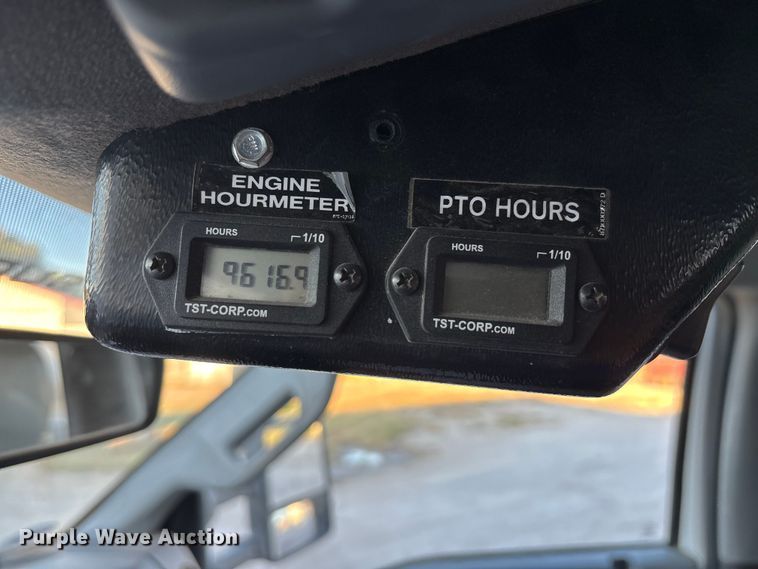 ENGINE
HOURMETER
HOURS 1/10
9616.9
TST-CORP.COM
PTO HOURS
HOURS 1/10
TST-CORP.COM
Purple Wave Auction